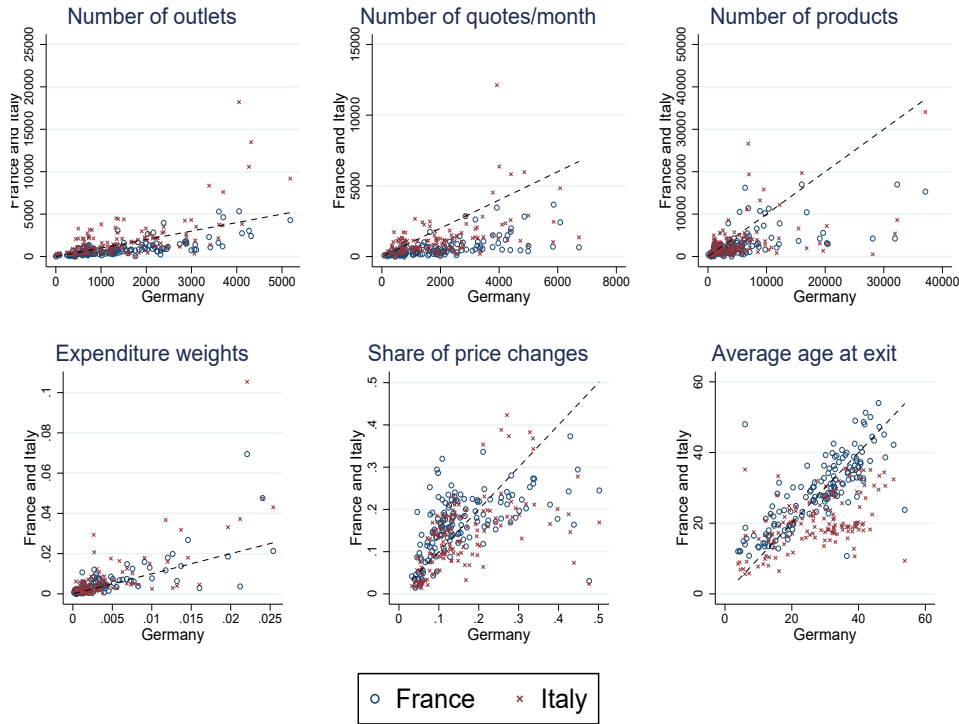 Number of outlets
Number of quotes/month
Number of products
France and Italy
0
5000
10000
15000
20000
25000
0 1000 2000 3000 4000 5000
Germany
France and Italy
0
5000
10000
15000
0 2000 4000 6000 8000
Germany
France and Italy
0
10000
20000
30000
40000
50000
0 10000 20000 30000 40000
Germany
Expenditure weights
Share of price changes
Average age at exit
France and Italy
0
.02
.04
.06
.08
.1
0 .005 .01 .015 .02 .025
Germany
France and Italy
0
.1
.2
.3
.4
.5
0 .1 .2 .3 .4 .5
Germany
France and Italy
0
20
40
60
0 20 40 60
Germany
France Italy